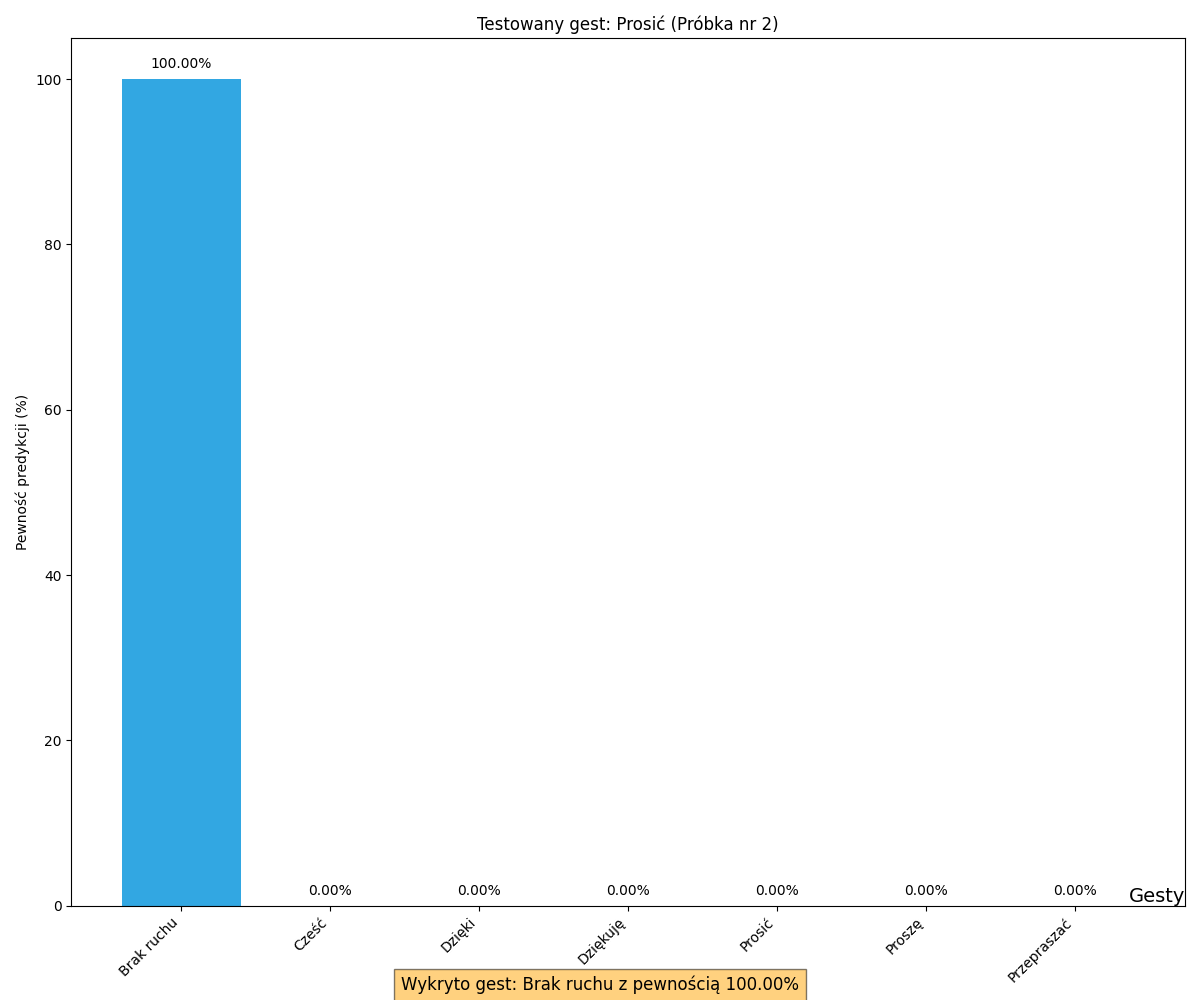 Testowany gest: Prosić (Próbka nr 2)
100.00%
100
80
60
40
20
0
Pewność predykcji (%)
0.00%
0.00%
0.00%
0.00%
0.00%
0.00%
Gesty
Brak ruchu
Cześć
Dzięki
Dziękuję
Prosić
Proszę
Przepraszać
Wykryto gest: Brak ruchu z pewnością 100.00%